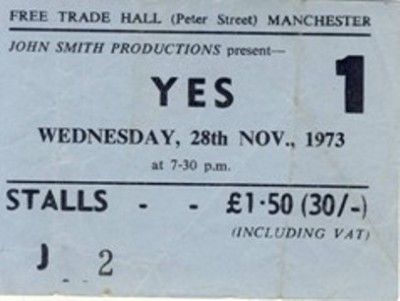 FREE TRADE HALL (Peter Street) MANCHESTER
JOHN SMITH PRODUCTIONS present—
YES 1
WEDNESDAY, 28th NOV., 1973
at 7-30 p.m.
STALLS - - £1·50 (30/-)
(INCLUDING VAT)
J 2